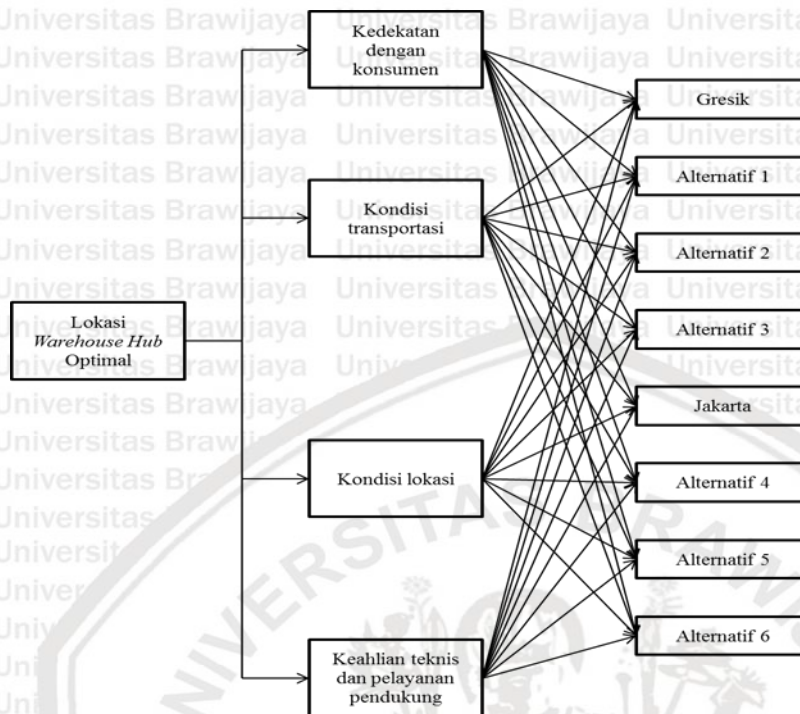 Kedekatan
dengan
konsumen
Kondisi
transportasi
Lokasi
Warehouse Hub
Optimal
Kondisi lokasi
Keahlian teknis
dan pelayanan
pendukung
Gresik
Alternatif 1
Alternatif 2
Alternatif 3
Jakarta
Alternatif 4
Alternatif 5
Alternatif 6
Universitas Brawijaya